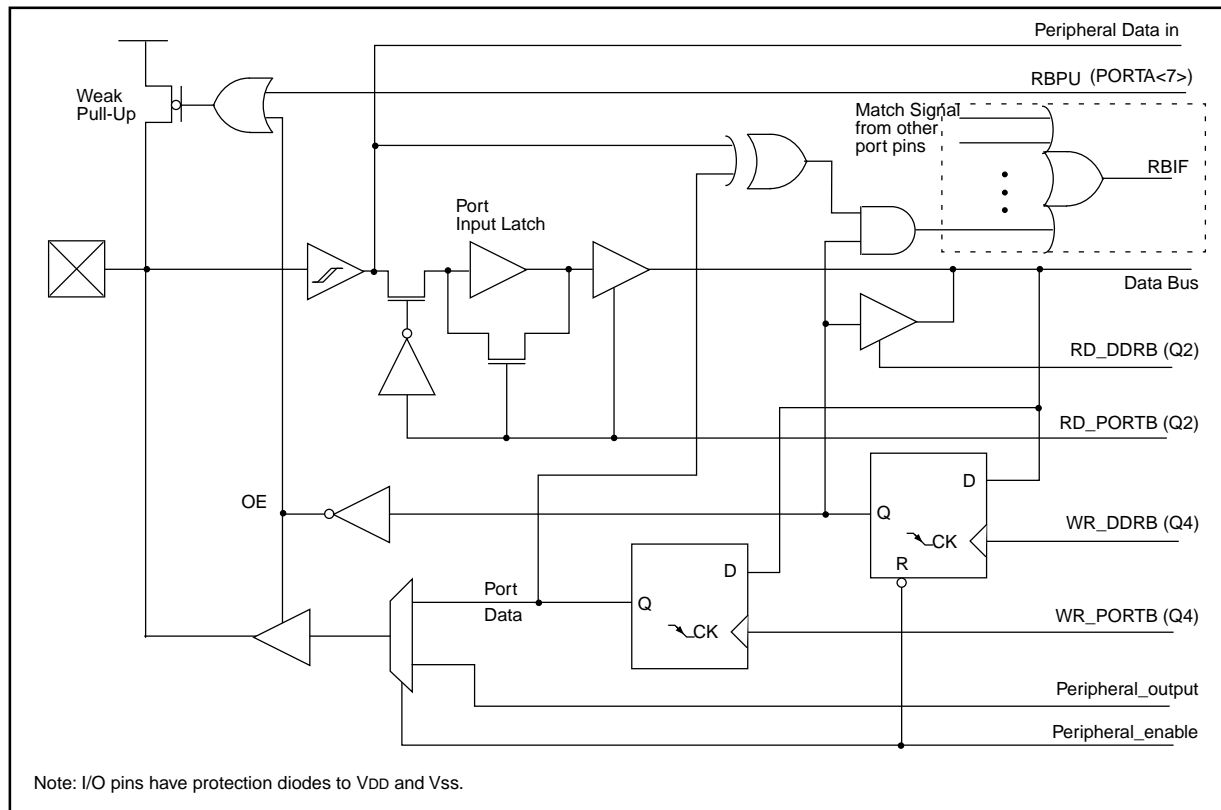 Peripheral Data in
RBPU (PORTA<7>)
Weak
Pull-Up
Match Signal
from other
port pins
RBIF
Port
Input Latch
Data Bus
RD_DDRB (Q2)
RD_PORTB (Q2)
OE
D
Q
CK
R
WR_DDRB (Q4)
Port
Data
D
Q
CK
WR_PORTB (Q4)
Peripheral_output
Peripheral_enable
Note: I/O pins have protection diodes to VDD and Vss.